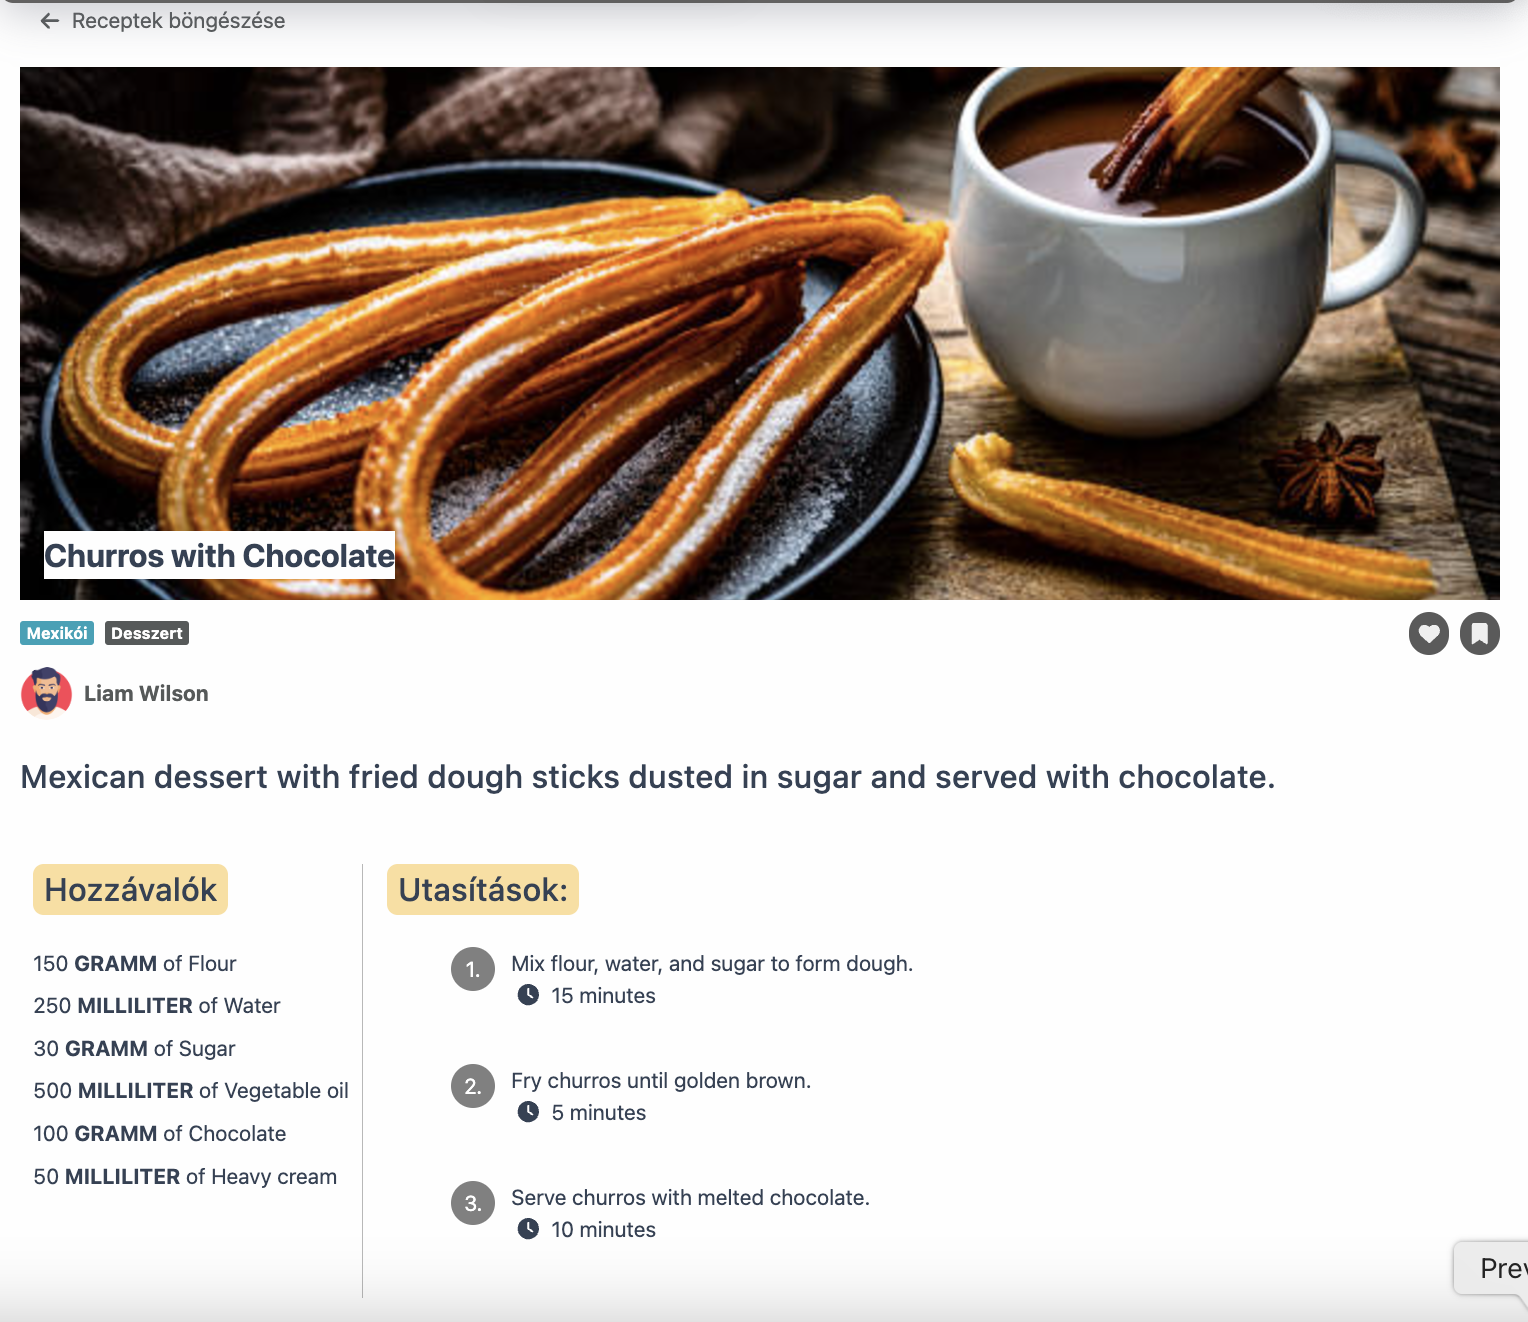 Receptek böngészése
Churros with Chocolate
Mexikói Desszert
Liam Wilson
Mexican dessert with fried dough sticks dusted in sugar and served with chocolate.
Hozzávalók
150 GRAMM of Flour
250 MILLILITER of Water
30 GRAMM of Sugar
500 MILLILITER of Vegetable oil
100 GRAMM of Chocolate
50 MILLILITER of Heavy cream
Utasítások:
1. Mix flour, water, and sugar to form dough.
15 minutes
2. Fry churros until golden brown.
5 minutes
3. Serve churros with melted chocolate.
10 minutes